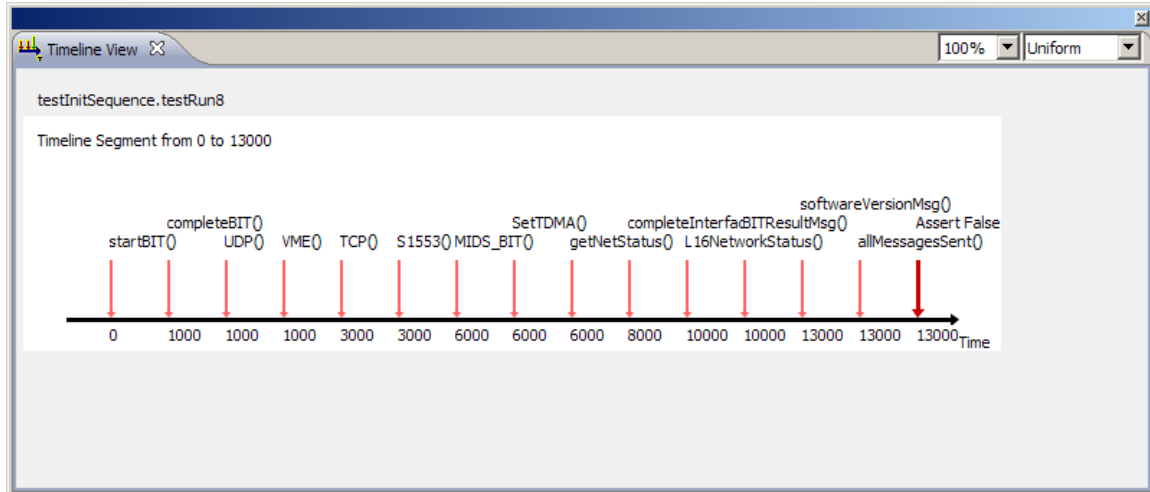 Timeline View
100% Uniform
testInitSequence.testRun8
Timeline Segment from 0 to 13000
softwareVersionMsg()
completeBIT() SetTDMA() completeInterfac BITResultMsg() Assert False
startBIT() UDP() VME() TCP() S1553() MIDS_BIT() getNetStatus() L16NetworkStatus() allMessagesSent()
0 1000 1000 1000 3000 3000 6000 6000 6000 8000 10000 10000 13000 13000 13000
Time